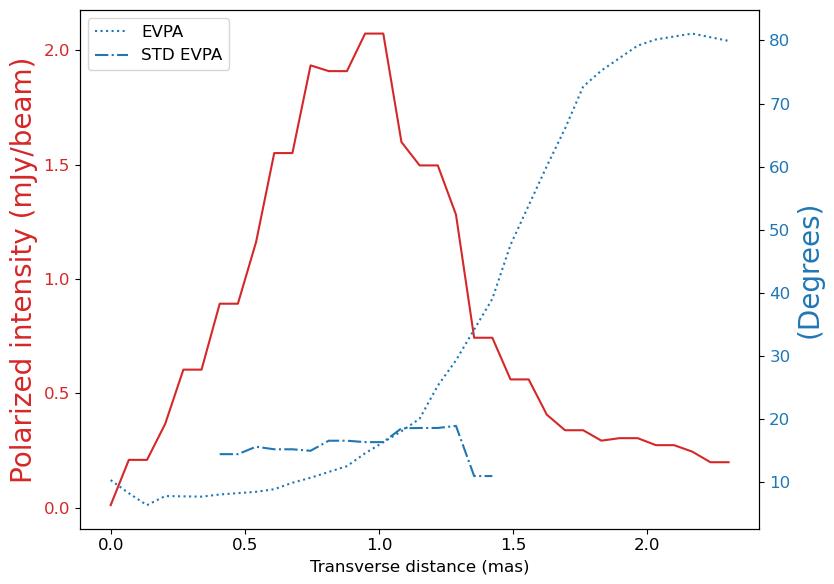 EVPA
STD EVPA
Polarized intensity (mJy/beam)
2.0
1.5
1.0
0.5
0.0
80
70
60
50
40
30
20
10
(Degrees)
0.0 0.5 1.0 1.5 2.0
Transverse distance (mas)